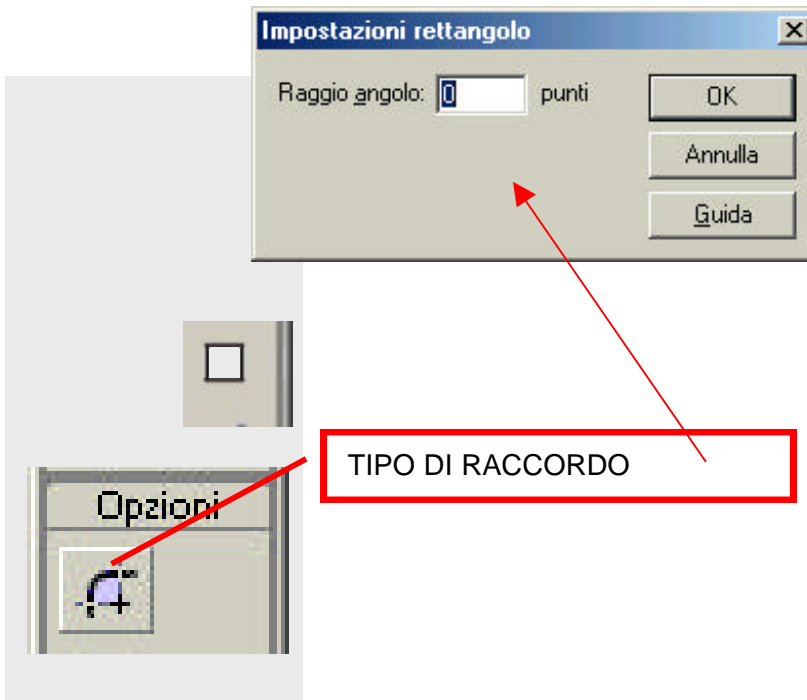 Impostazioni rettangolo
Raggio angolo: 0 punti
OK
Annulla
Guida
TIPO DI RACCORDO
Opzioni